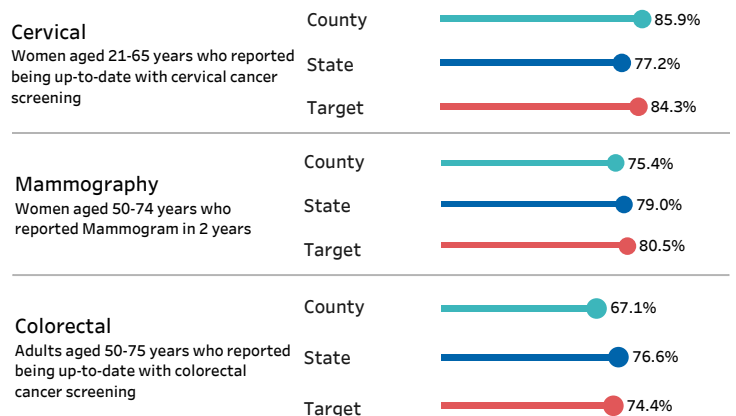 Cervical
Women aged 21-65 years who reported
being up-to-date with cervical cancer
screening
County 85.9%
State 77.2%
Target 84.3%
Mammography
Women aged 50-74 years who
reported Mammogram in 2 years
County 75.4%
State 79.0%
Target 80.5%
Colorectal
Adults aged 50-75 years who reported
being up-to-date with colorectal
cancer screening
County 67.1%
State 76.6%
Target 74.4%